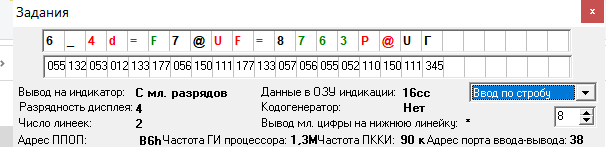 Задания
6 _ 4 d = F 7 @ U F = 8 7 6 3 P @ U Г
055 132 053 012 133 177 056 150 111 177 133 057 056 055 052 110 150 111 345
Вывод на индикатор: С мл. разрядов Данные в ОЗУ индикации: 16сс Ввод по стробу
Разрядность дисплея: 4 Кодогенератор: Нет 8
Число линеек: 2 Вывод мл. цифры на нижнюю линейку: *
Адрес ППОП: B6h Частота ГИ процессора: 1,3М Частота ПККИ: 90 к Адрес порта ввода-вывода: 38